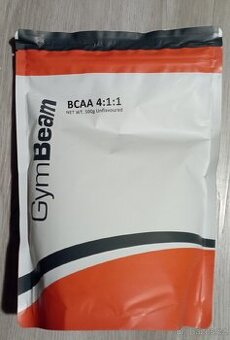 GymBeam
BCAA 4:1:1
NET WT. 500g Unflavoured